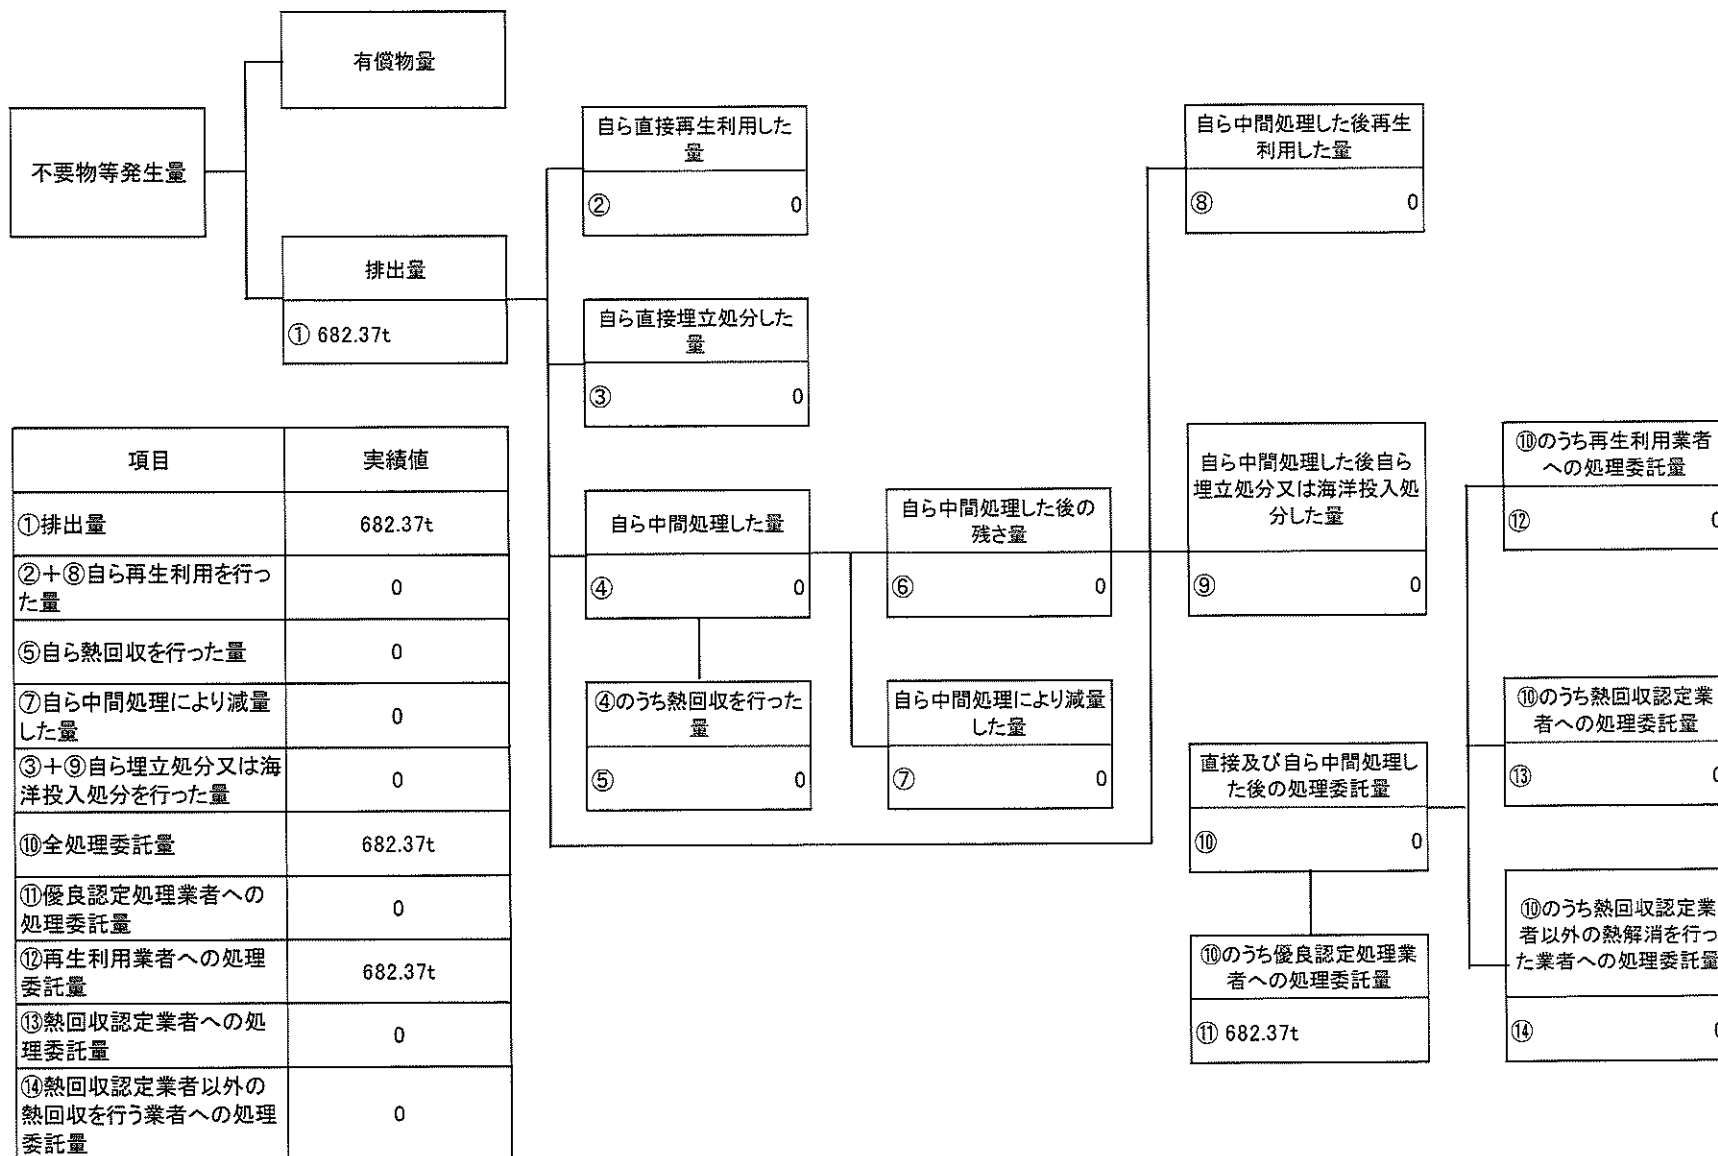 有償物量
不要物等発生量
排出量
① 682.37t
自ら直接再生利用した
量
② 0
自ら直接埋立処分した
量
③ 0
自ら中間処理した量
④ 0
④のうち熱回収を行った
量
⑤ 0
自ら中間処理した後の
残さ量
⑥ 0
自ら中間処理により減量
した量
⑦ 0
自ら中間処理した後再生
利用した量
⑧ 0
自ら中間処理した後自ら
埋立処分又は海洋投入処
分した量
⑨ 0
直接及び自ら中間処理し
た後の処理委託量
⑩ 0
⑩のうち優良認定処理業
者への処理委託量
⑪ 682.37t
⑩のうち再生利用業者
への処理委託量
⑫ 0
⑩のうち熱回収認定業
者への処理委託量
⑬ 0
⑩のうち熱回収認定業
者以外の熱解消を行っ
た業者への処理委託量
⑭ 0
項目 実績値
①排出量 682.37t
②＋⑧自ら再生利用を行っ
た量 0
⑤自ら熱回収を行った量 0
⑦自ら中間処理により減量
した量 0
③＋⑨自ら埋立処分又は海
洋投入処分を行った量 0
⑩全処理委託量 682.37t
⑪優良認定処理業者への
処理委託量 0
⑫再生利用業者への処理
委託量 682.37t
⑬熱回収認定業者への処
理委託量 0
⑭熱回収認定業者以外の
熱回収を行う業者への処理
委託量 0